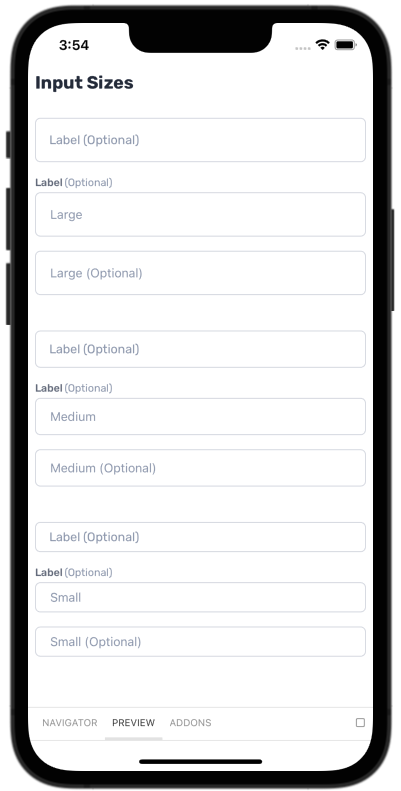 3:54
Input Sizes
Label (Optional)
Label (Optional)
Large
Large (Optional)
Label (Optional)
Label (Optional)
Medium
Medium (Optional)
Label (Optional)
Label (Optional)
Small
Small (Optional)
NAVIGATOR PREVIEW ADDONS